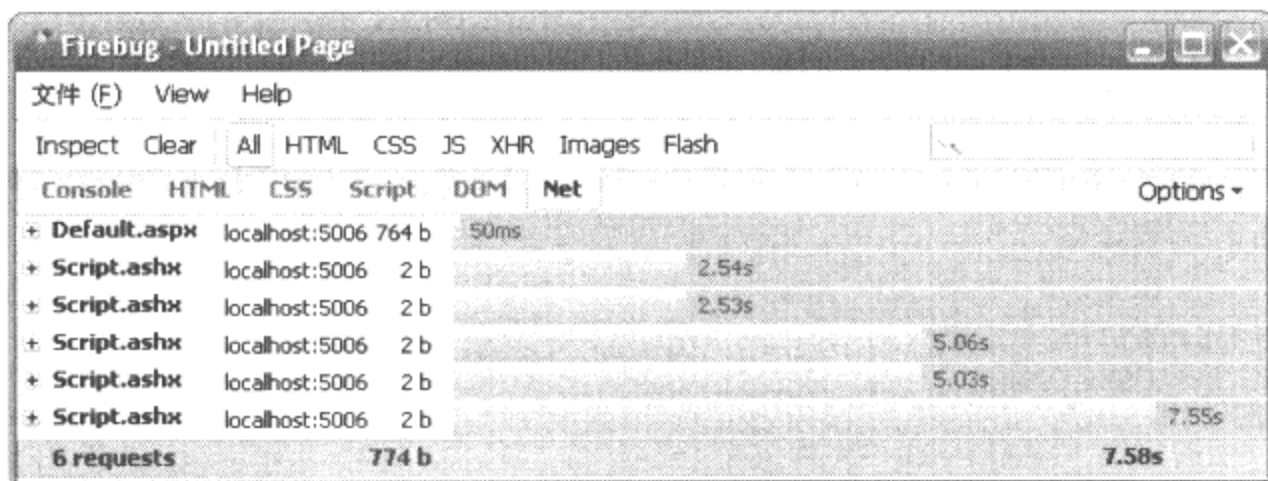 Firebug - Untitled Page
文件 (F) View Help
Inspect Clear All HTML CSS JS XHR Images Flash
Console HTML CSS Script DOM Net Options
+ Default.aspx localhost:5006 764 b 50ms
+ Script.ashx localhost:5006 2 b 2.54s
+ Script.ashx localhost:5006 2 b 2.53s
+ Script.ashx localhost:5006 2 b 5.06s
+ Script.ashx localhost:5006 2 b 5.03s
+ Script.ashx localhost:5006 2 b 7.55s
6 requests 774 b 7.58s